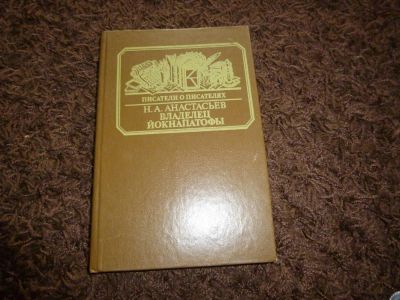 ПИСАТЕЛИ О ПИСАТЕЛЯХ
Н. А. АНАСТАСЬЕВ
ВЛАДЕЛЕЦ
ЙОКНАПАТОФЫ